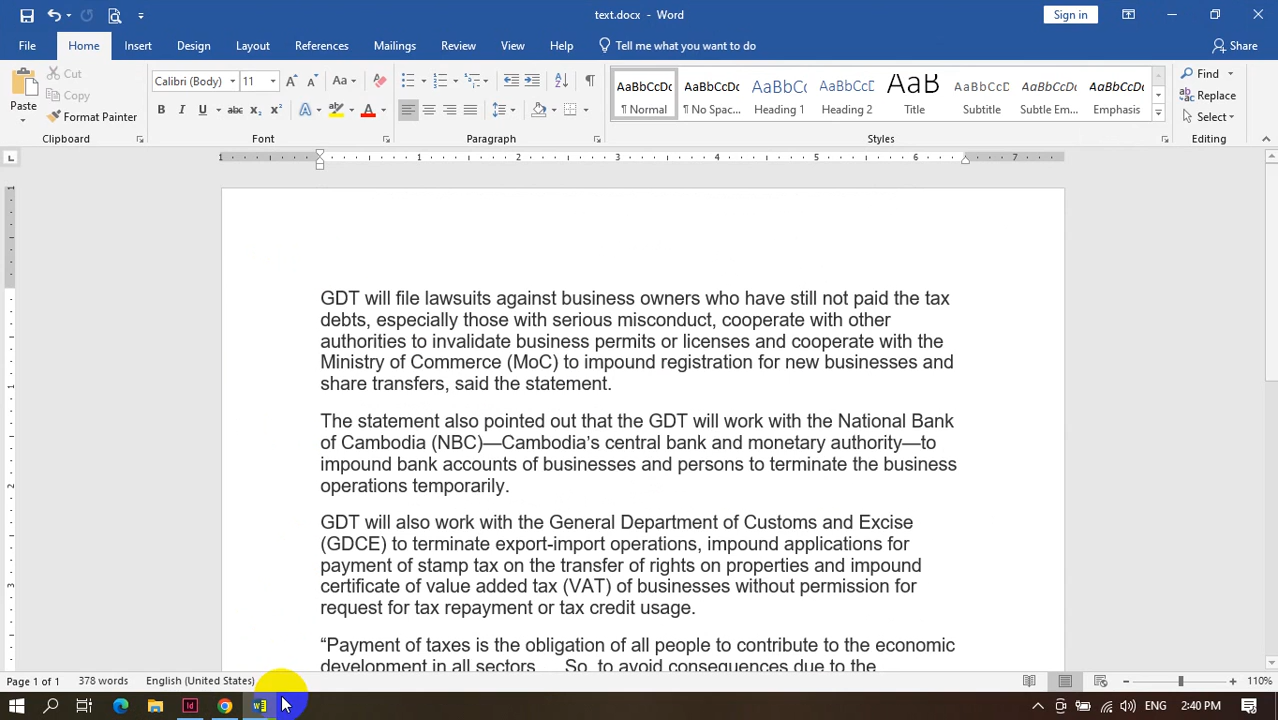 text.docx - Word
Sign in
File Home Insert Design Layout References Mailings Review View Help Tell me what you want to do Share
Paste
Cut
Copy
Format Painter
Clipboard
Calibri (Body) 11
Font
Paragraph
AaBbCcDc AaBbCcDc AaBbCc AaBbCcD AaB AaBbCcD AaBbCcDc AaBbCcDc
¶ Normal ¶ No Spac... Heading 1 Heading 2 Title Subtitle Subtle Em... Emphasis
Styles
Find
Replace
Select
Editing
1 1 2 3 4 5 6 7
GDT will file lawsuits against business owners who have still not paid the tax
debts, especially those with serious misconduct, cooperate with other
authorities to invalidate business permits or licenses and cooperate with the
Ministry of Commerce (MoC) to impound registration for new businesses and
share transfers, said the statement.
The statement also pointed out that the GDT will work with the National Bank
of Cambodia (NBC)—Cambodia’s central bank and monetary authority—to
impound bank accounts of businesses and persons to terminate the business
operations temporarily.
GDT will also work with the General Department of Customs and Excise
(GDCE) to terminate export-import operations, impound applications for
payment of stamp tax on the transfer of rights on properties and impound
certificate of value added tax (VAT) of businesses without permission for
request for tax repayment or tax credit usage.
“Payment of taxes is the obligation of all people to contribute to the economic
development in all sectors So, to avoid consequences due to the
Page 1 of 1 378 words English (United States) 110%
ENG 2:40 PM